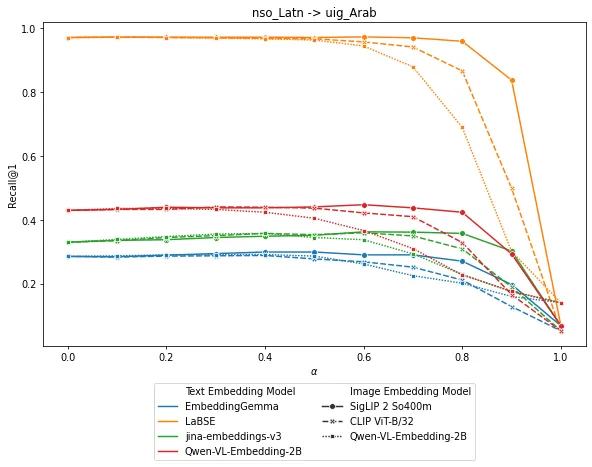 nso_Latn -> uig_Arab
Recall@1
1.0
0.8
0.6
0.4
0.2
0.0 0.2 0.4 0.6 0.8 1.0
α
Text Embedding Model Image Embedding Model
EmbeddingGemma SigLIP 2 So400m
LaBSE CLIP ViT-B/32
jina-embeddings-v3 Qwen-VL-Embedding-2B
Qwen-VL-Embedding-2B